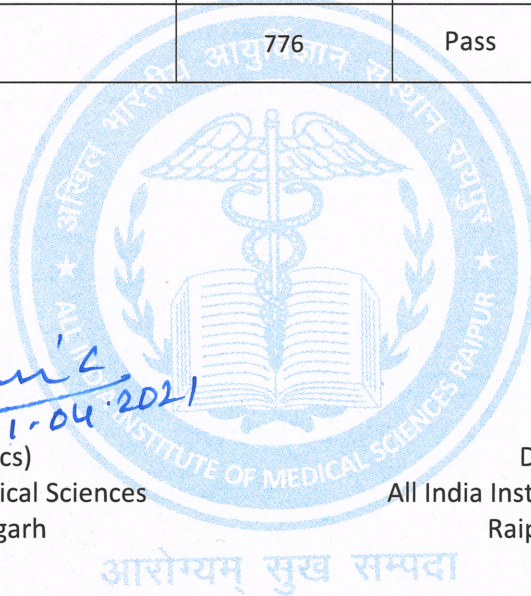 776 Pass
अखिल भारतीय आयुर्विज्ञान संस्थान रायपुर
ALL INDIA INSTITUTE OF MEDICAL SCIENCES RAIPUR
04.2021
cs) D
ical Sciences All India Inst
garh Raip
आरोग्यम् सुख सम्पदा